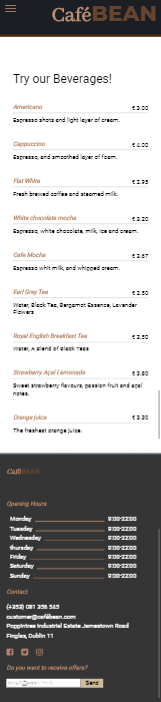 CaféBEAN
Try our Beverages!
Americano € 3.00
Espresso shots and light layer of cream.
Cappuccino € 4.00
Espresso, and smoothed layer of foam.
Flat White € 2.95
Fresh brewed coffee and steamed milk.
White chocolate mocha € 3.20
Espresso, white chocolate, milk, ice and cream.
Cafe Mocha € 3.67
Espresso whit milk, and whipped cream.
Earl Grey Tea € 2.50
Water, Black Tea, Bergamot Essence, Lavender
Flowers
Royal English Breakfast Tea € 3.50
Water, A Blend of Black Teas
Strawberry Açaí Lemonade € 3.80
Sweet strawberry flavours, passion fruit and açaí
notes.
Orange juice € 3.30
The freshest orange juice.
CaféBEAN
Opening Hours
Monday 9:00-22:00
Tuesday 9:00-22:00
Wednesday 9:00-22:00
thursday 9:00-22:00
Friday 9:00-22:00
Saturday 9:00-22:00
Sunday 9:00-22:00
Contact
(+353) 081 356 565
customer@cafébean.com
Poppintree Industrial Estate Jamestown Road
Finglas, Dublin 11
Do you want to receive offers?
Send